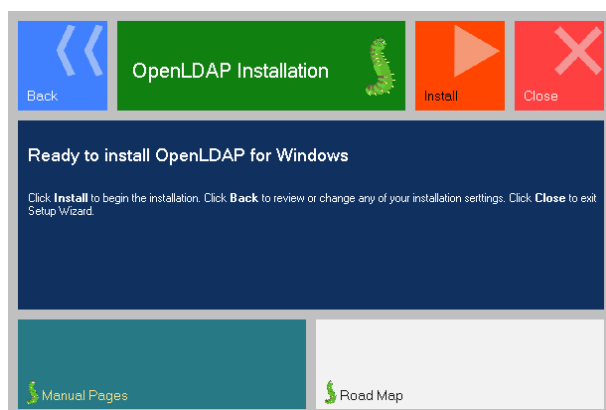 Back
OpenLDAP Installation
Install
Close
Ready to install OpenLDAP for Windows
Click Install to begin the installation. Click Back to review or change any of your installation serttings. Click Close to exit
Setup Wizard.
Manual Pages
Road Map